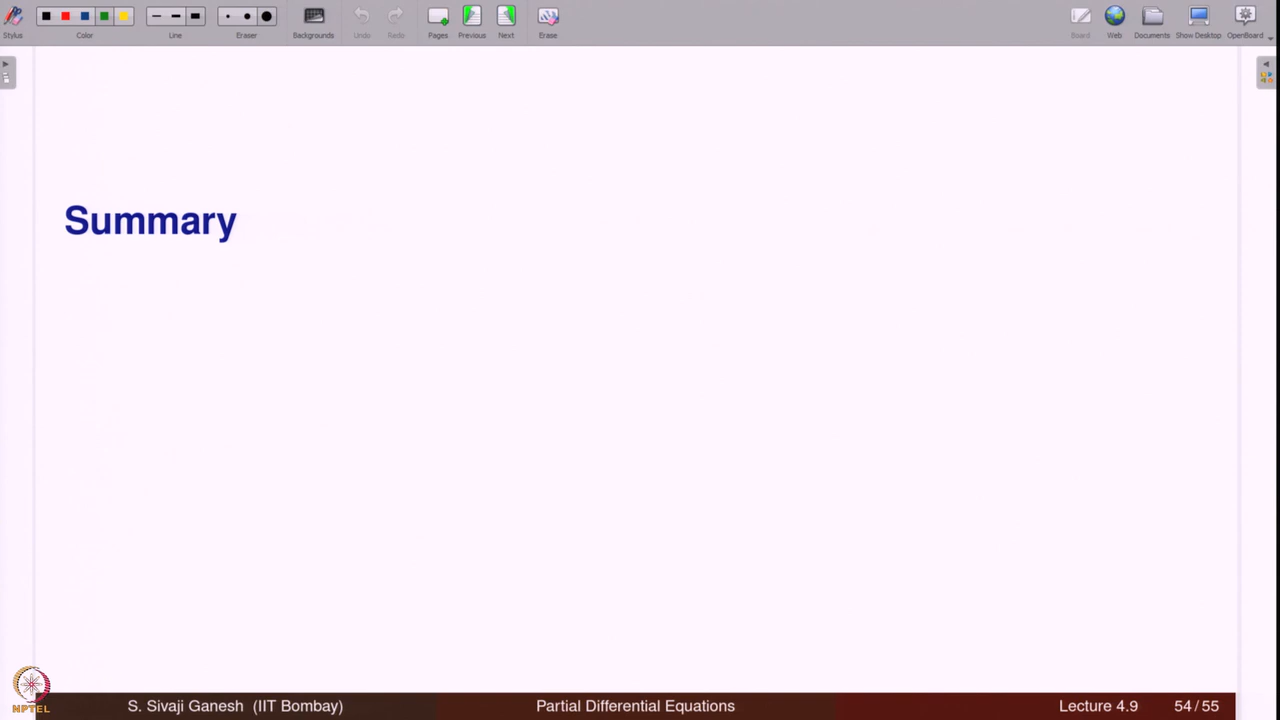 Stylus
Color
Line
Eraser
Backgrounds
Undo
Redo
Pages
Previous
Next
Erase
Board
Web
Documents
Show Desktop
OpenBoard
Summary
NPTEL
S. Sivaji Ganesh (IIT Bombay)
Partial Differential Equations
Lecture 4.9
54/55